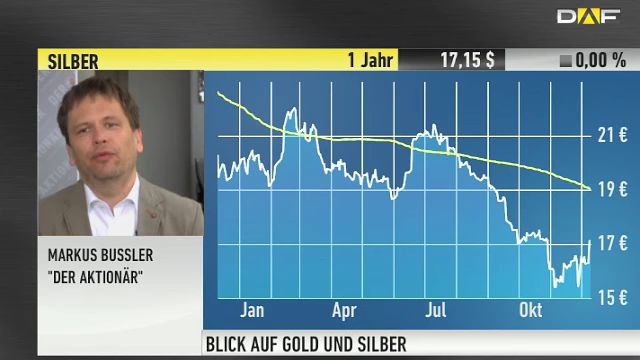 DAF
SILBER 1 Jahr 17,15 $ 0,00 %
21 €
19 €
17 €
15 €
Jan Apr Jul Okt
MARKUS BUSSLER
"DER AKTIONÄR"
BLICK AUF GOLD UND SILBER